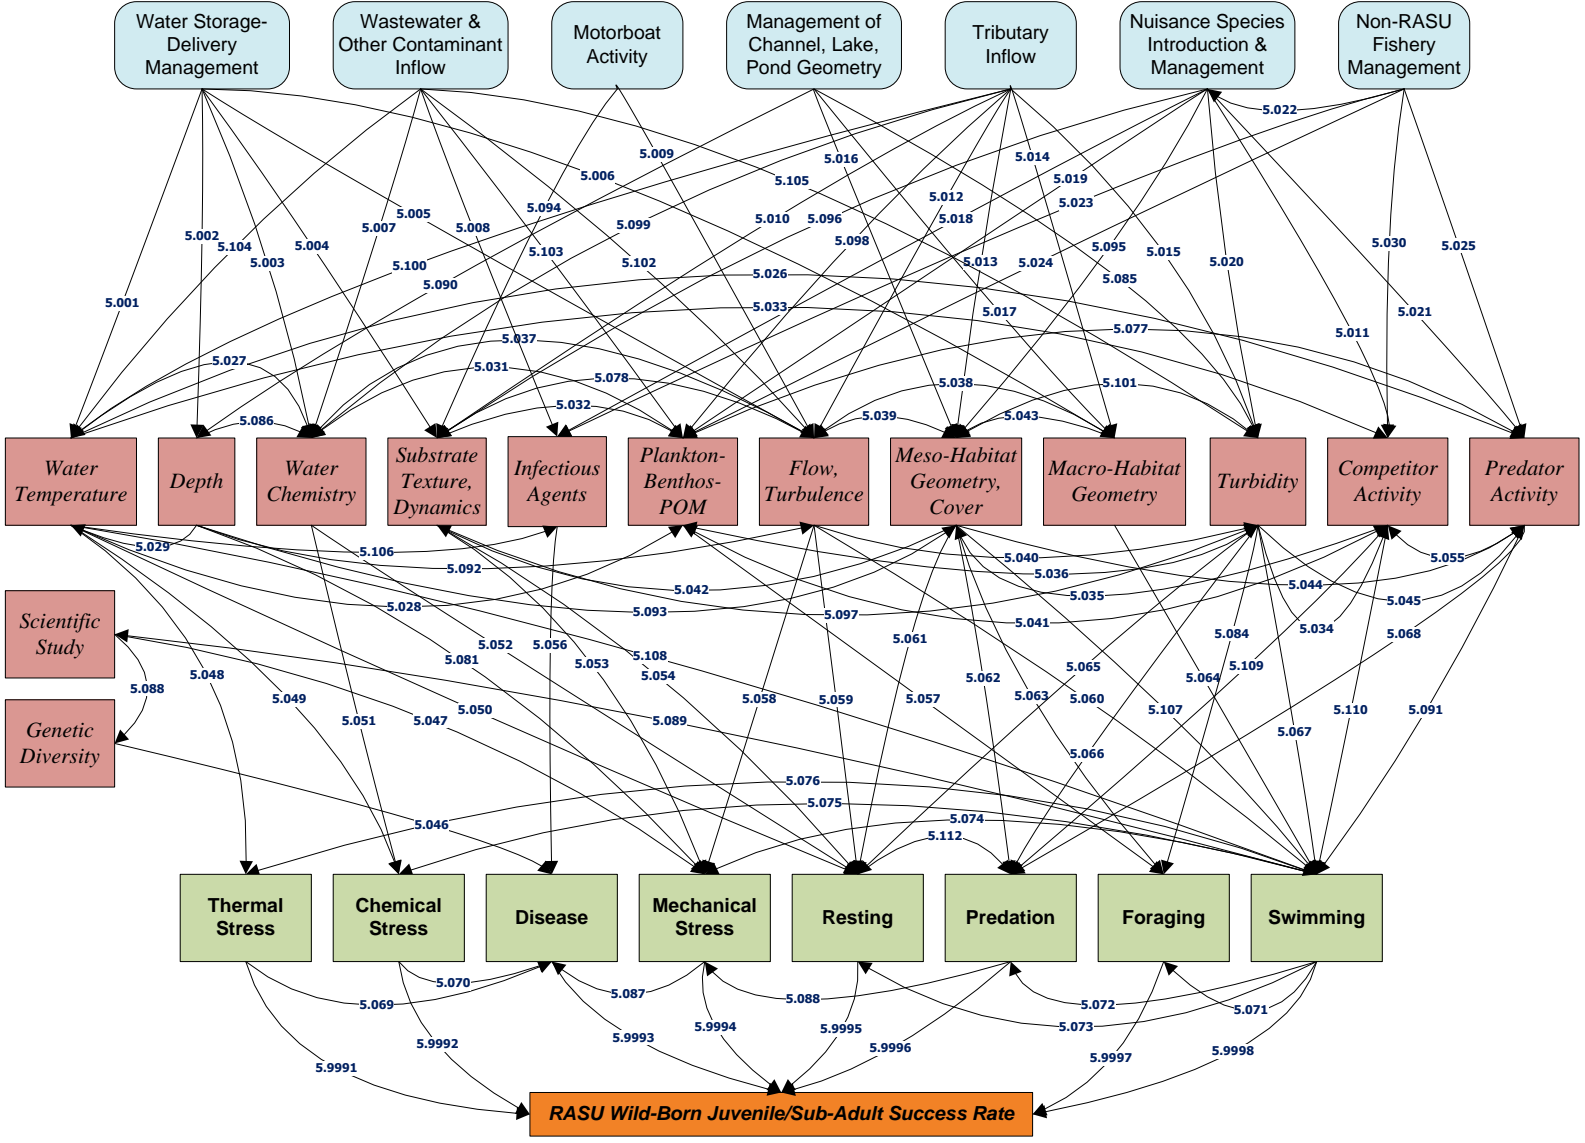 Water Storage-
Delivery
Management
Wastewater &
Other Contaminant
Inflow
Motorboat
Activity
Management of
Channel, Lake,
Pond Geometry
Tributary
Inflow
Nuisance Species
Introduction &
Management
Non-RASU
Fishery
Management
5.022
5.009
5.016
5.014
5.006
5.105
5.019
5.012
5.023
5.094
5.005
5.010
5.096
5.018
5.002
5.104
5.004
5.007
5.008
5.099
5.103
5.098
5.095
5.015
5.030
5.025
5.003
5.100
5.102
5.013
5.024
5.020
5.026
5.090
5.085
5.001
5.033
5.017
5.021
5.077
5.011
5.037
5.027
5.031
5.078
5.038
5.101
5.086
5.032
5.039
5.043
Water
Temperature
Depth
Water
Chemistry
Substrate
Texture,
Dynamics
Infectious
Agents
Plankton-
Benthos-
POM
Flow,
Turbulence
Meso-Habitat
Geometry,
Cover
Macro-Habitat
Geometry
Turbidity
Competitor
Activity
Predator
Activity
5.029
5.106
5.092
5.040
5.055
5.036
5.042
5.044
5.035
5.028
5.093
5.097
5.045
5.041
5.034
Scientific
Study
5.056
5.052
5.061
5.084
5.068
5.108
5.081
5.053
5.065
5.109
5.048
5.054
5.062
5.064
5.088
5.049
5.058
5.059
5.057
5.063
5.060
Genetic
Diversity
5.051
5.047
5.050
5.089
5.107
5.110
5.091
5.067
5.066
5.076
5.075
5.046
5.074
5.112
Thermal
Stress
Chemical
Stress
Disease
Mechanical
Stress
Resting
Predation
Foraging
Swimming
5.070
5.069
5.087
5.088
5.072
5.071
5.073
5.9991
5.9992
5.9993
5.9994
5.9995
5.9996
5.9997
5.9998
RASU Wild-Born Juvenile/Sub-Adult Success Rate